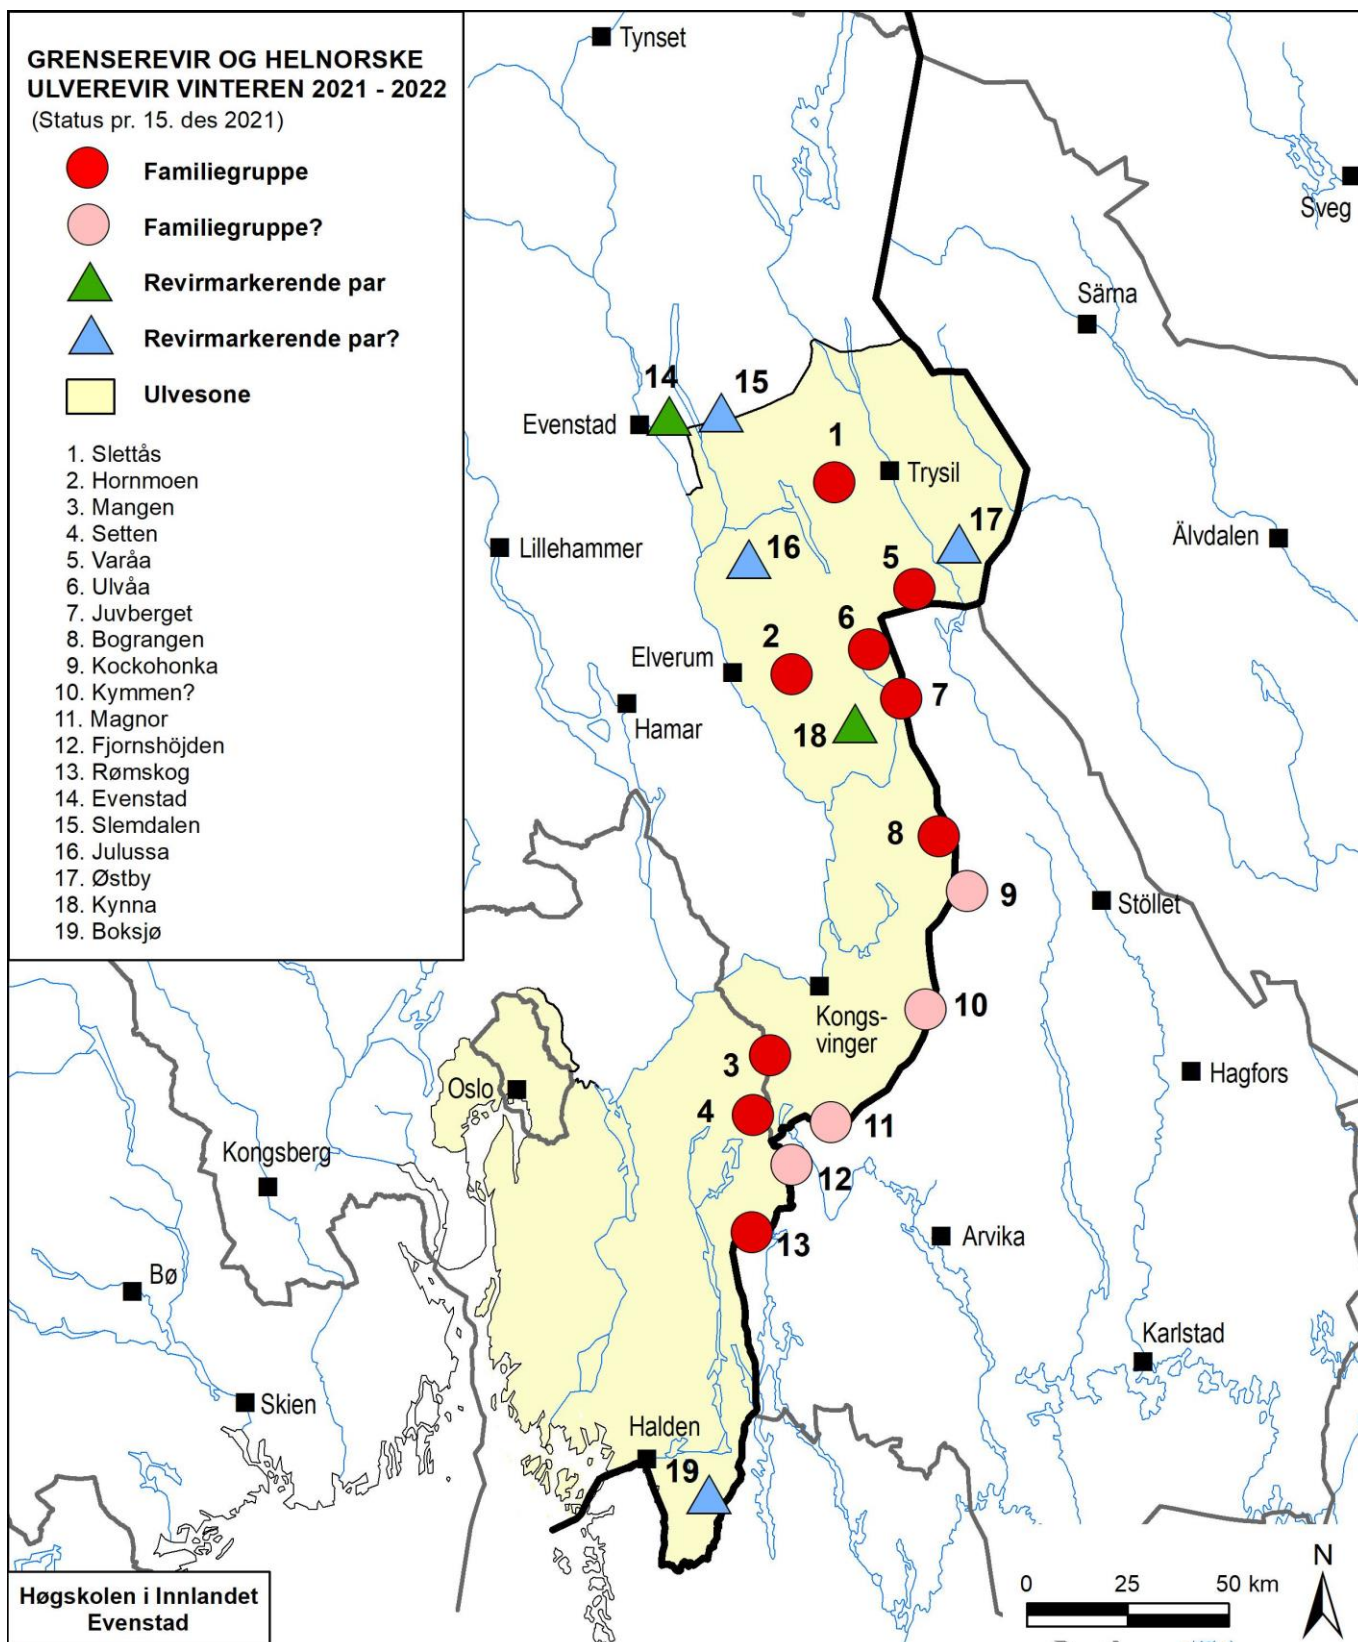 GRENSEREVIR OG HELNORSKE
ULVEREVIR VINTEREN 2021 - 2022
(Status pr. 15. des 2021)
Familiegruppe
Familiegruppe?
Revirmarkerende par
Revirmarkerende par?
Ulvesone
1. Slettås
2. Hornmoen
3. Mangen
4. Setten
5. Varåa
6. Ulvåa
7. Juvberget
8. Bograngen
9. Kockohonka
10. Kymmen?
11. Magnor
12. Fjornshöjden
13. Rømskog
14. Evenstad
15. Slemdalen
16. Julussa
17. Østby
18. Kynna
19. Boksjø
Tynset
Sveg
Särna
14
15
Evenstad
1
Trysil
17
Älvdalen
Lillehammer
16
5
6
2
Elverum
7
Hamar
18
8
9
Stöllet
10
Kongs-
vinger
3
Hagfors
Oslo
4
11
Kongsberg
12
13
Arvika
Bø
Karlstad
Skien
Halden
19
N
0 25 50 km
Høgskolen i Innlandet
Evenstad